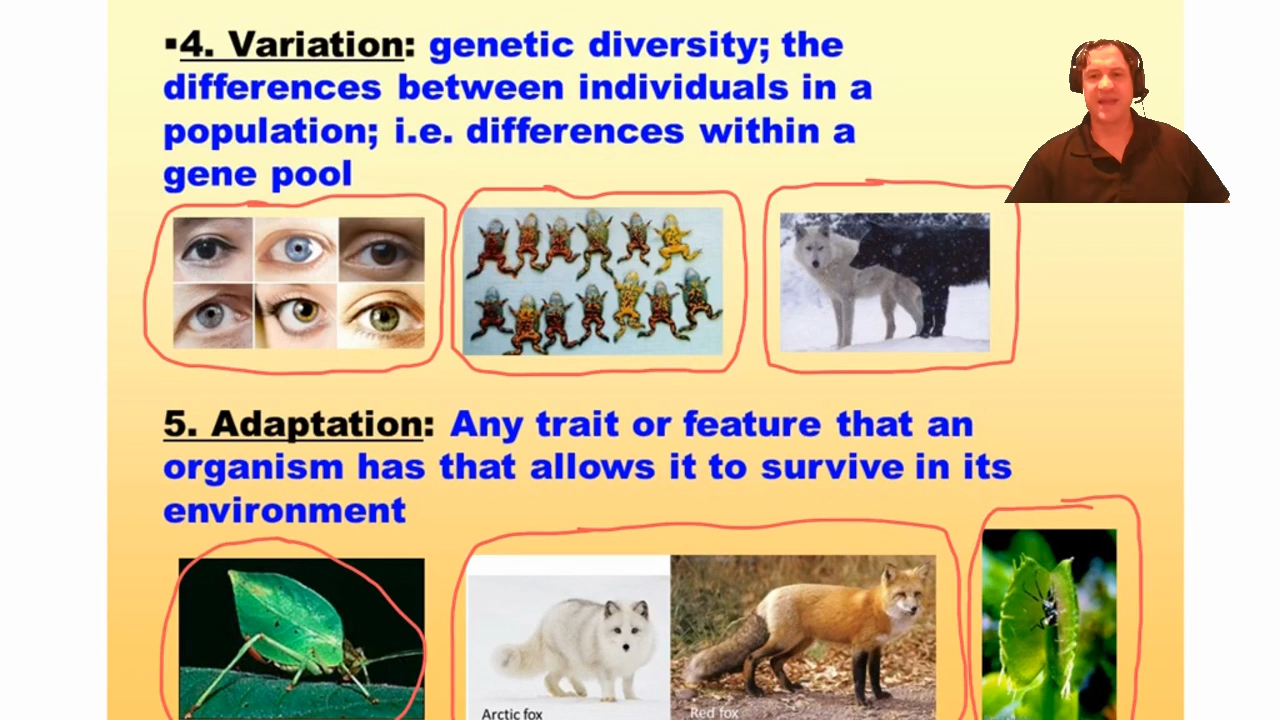 ▪4. Variation: genetic diversity; the
differences between individuals in a
population; i.e. differences within a
gene pool
5. Adaptation: Any trait or feature that an
organism has that allows it to survive in its
environment
Arctic fox
Red fox